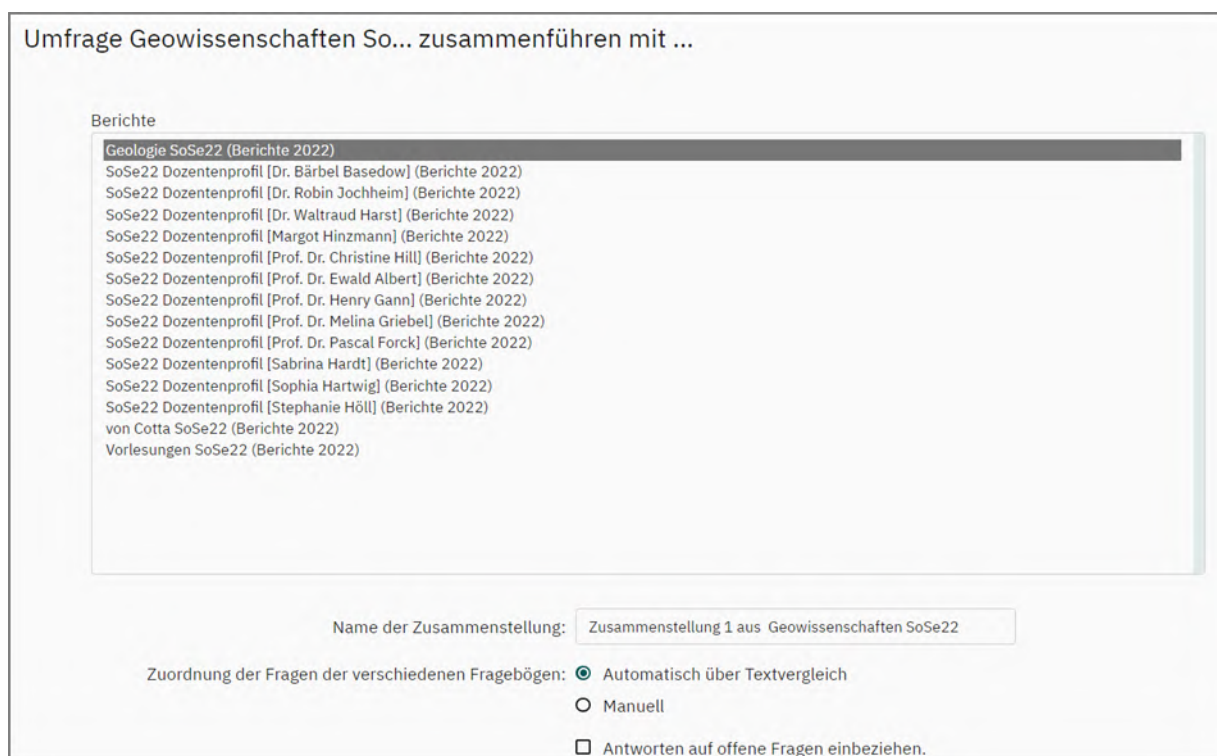 Umfrage Geowissenschaften So... zusammenführen mit ...
Berichte
Geologie SoSe22 (Berichte 2022)
SoSe22 Dozentenprofil [Dr. Bärbel Basedow] (Berichte 2022)
SoSe22 Dozentenprofil [Dr. Robin Jochheim] (Berichte 2022)
SoSe22 Dozentenprofil [Dr. Waltraud Harst] (Berichte 2022)
SoSe22 Dozentenprofil [Margot Hinzmann] (Berichte 2022)
SoSe22 Dozentenprofil [Prof. Dr. Christine Hill] (Berichte 2022)
SoSe22 Dozentenprofil [Prof. Dr. Ewald Albert] (Berichte 2022)
SoSe22 Dozentenprofil [Prof. Dr. Henry Gann] (Berichte 2022)
SoSe22 Dozentenprofil [Prof. Dr. Melina Griebel] (Berichte 2022)
SoSe22 Dozentenprofil [Prof. Dr. Pascal Forck] (Berichte 2022)
SoSe22 Dozentenprofil [Sabrina Hardt] (Berichte 2022)
SoSe22 Dozentenprofil [Sophia Hartwig] (Berichte 2022)
SoSe22 Dozentenprofil [Stephanie Höll] (Berichte 2022)
von Cotta SoSe22 (Berichte 2022)
Vorlesungen SoSe22 (Berichte 2022)
Name der Zusammenstellung: Zusammenstellung 1 aus  Geowissenschaften SoSe22
Zuordnung der Fragen der verschiedenen Fragebögen: Automatisch über Textvergleich
Manuell
Antworten auf offene Fragen einbeziehen.